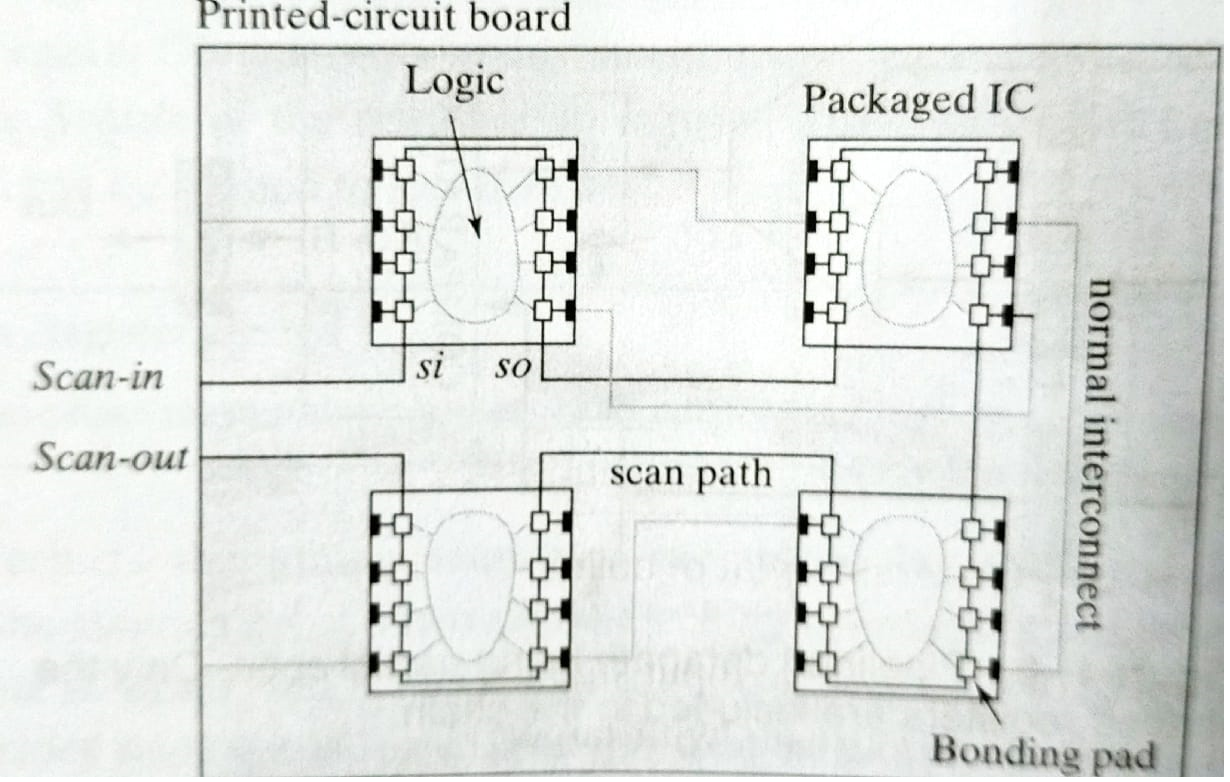 Printed-circuit board
Logic
Packaged IC
si
so
Scan-in
Scan-out
scan path
normal interconnect
Bonding pad